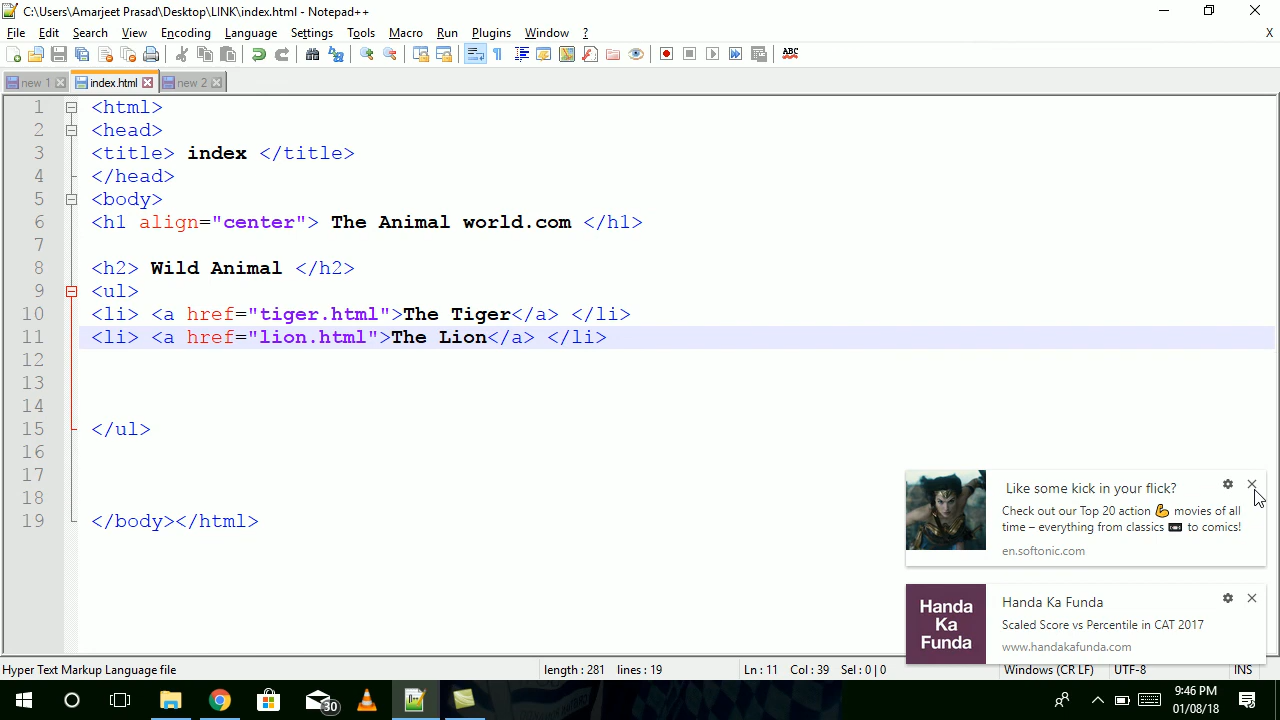 C:\Users\Amarjeet Prasad\Desktop\LINK\index.html - Notepad++
File Edit Search View Encoding Language Settings Tools Macro Run Plugins Window ? X
ABC
new 1 index.html new 2
1 <html>
2 <head>
3 <title> index </title>
4 </head>
5 <body>
6 <h1 align="center"> The Animal world.com </h1>
7
8 <h2> Wild Animal </h2>
9 <ul>
10 <li> <a href="tiger.html">The Tiger</a> </li>
11 <li> <a href="lion.html">The Lion</a> </li>
12
13
14
15 </ul>
16
17
18
19 </body></html>
Like some kick in your flick?
Check out our Top 20 action 💪 movies of all
time – everything from classics 📼 to comics!
en.softonic.com
Handa
Ka
Funda
Handa Ka Funda
Scaled Score vs Percentile in CAT 2017
www.handakafunda.com
Hyper Text Markup Language file length : 281 lines : 19 Ln : 11 Col : 39 Sel : 0 | 0 Windows (CR LF) UTF-8 INS
30
9:46 PM
01/08/18